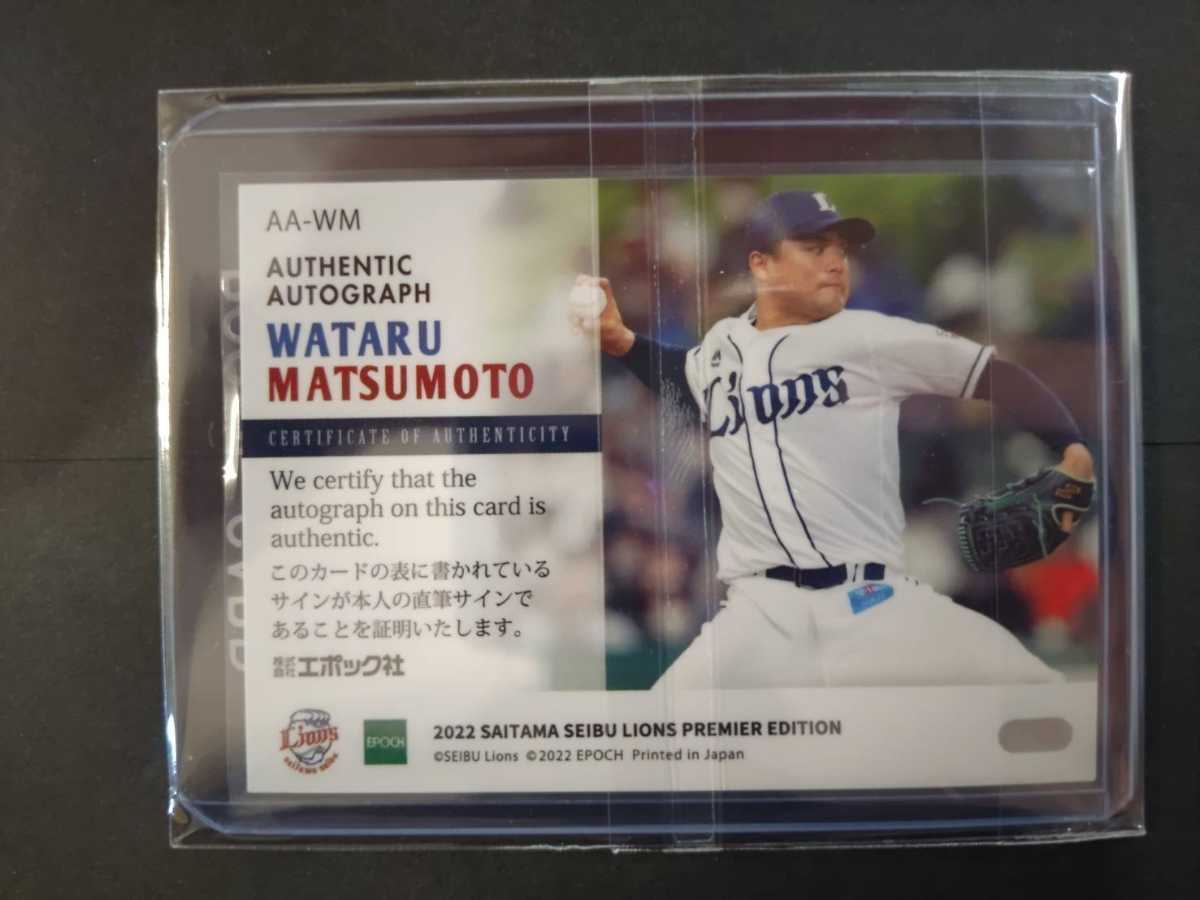 AA-WM
AUTHENTIC
AUTOGRAPH
WATARU
MATSUMOTO
CERTIFICATE OF AUTHENTICITY
We certify that the
autograph on this card is
authentic.
このカードの表に書かれている
サインが本人の直筆サインで
あることを証明いたします。
株式会社エポック社
Lions
L
Lions
saitama seibu
EPOCH
2022 SAITAMA SEIBU LIONS PREMIER EDITION
©SEIBU Lions ©2022 EPOCH Printed in Japan